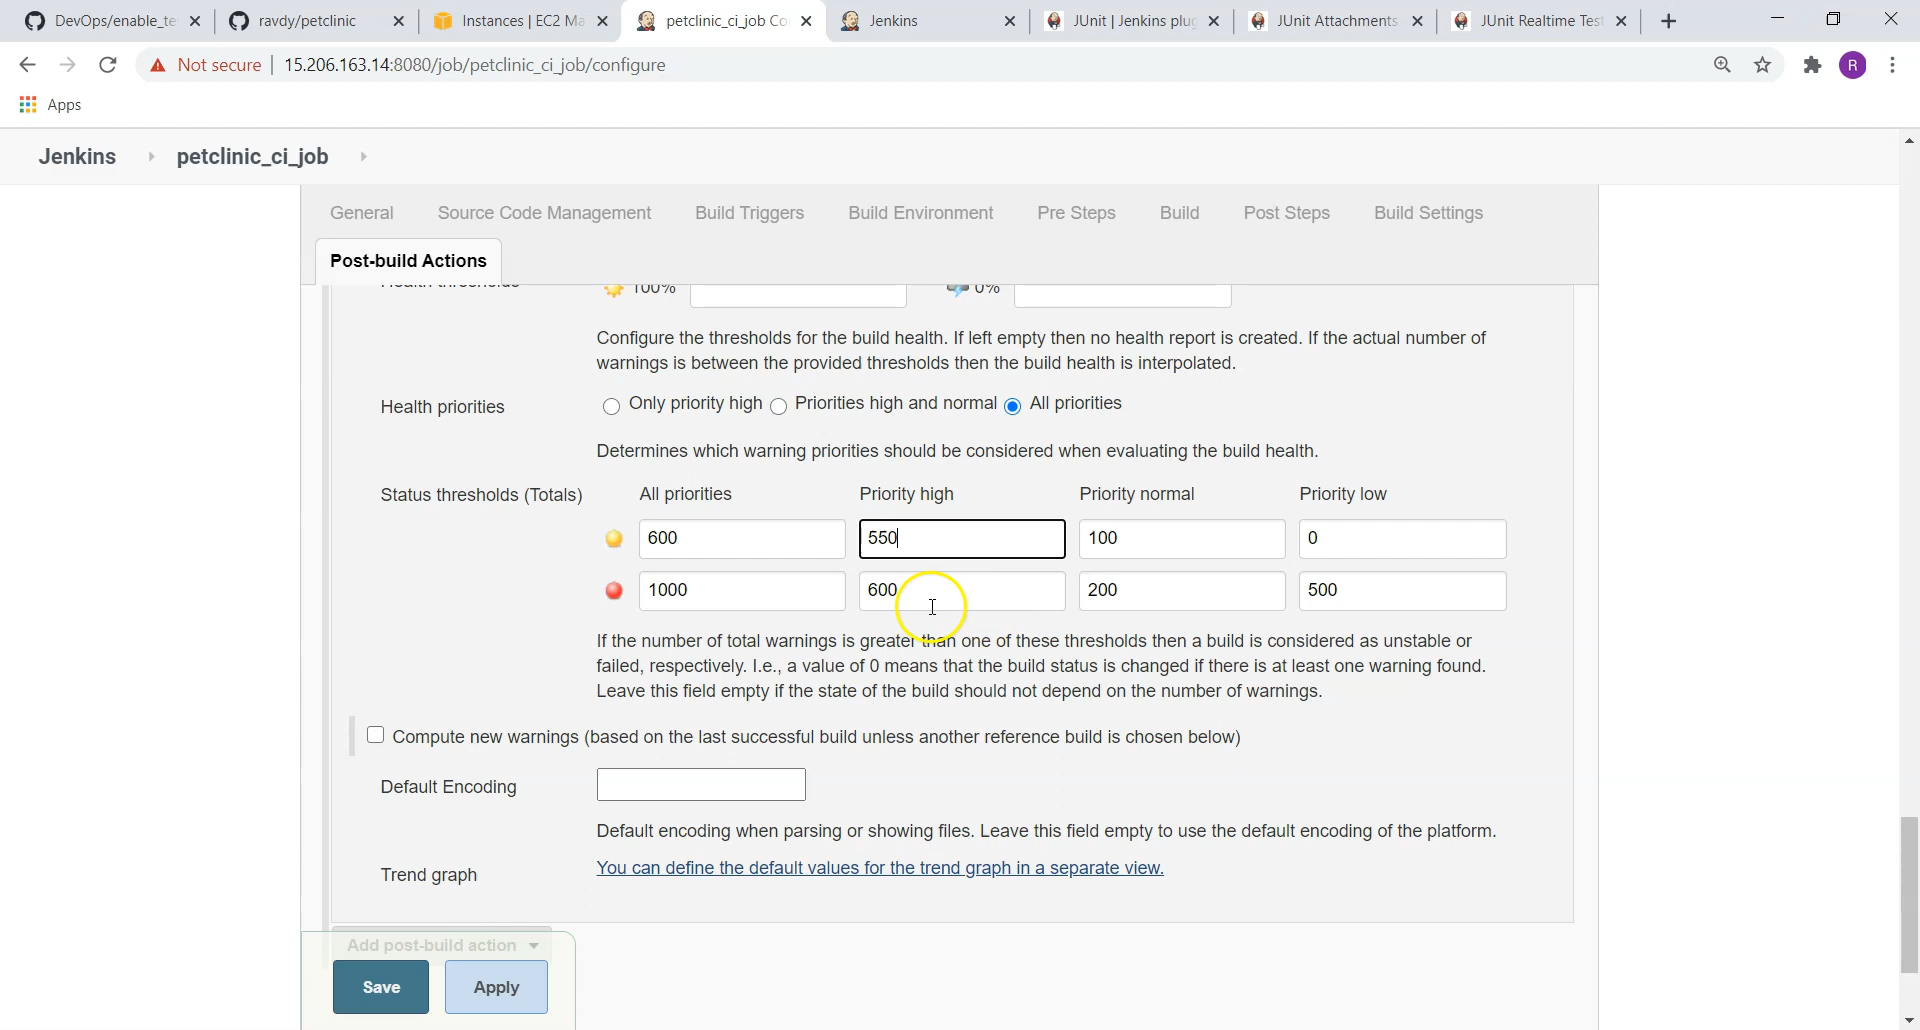 DevOps/enable_te
ravdy/petclinic
Instances | EC2 Ma
petclinic_ci_job Co
Jenkins
JUnit | Jenkins plug
JUnit Attachments
JUnit Realtime Test
Not secure
15.206.163.14:8080/job/petclinic_ci_job/configure
R
Apps
Jenkins
petclinic_ci_job
General
Source Code Management
Build Triggers
Build Environment
Pre Steps
Build
Post Steps
Build Settings
Post-build Actions
Health thresholds
100%
0%
Configure the thresholds for the build health. If left empty then no health report is created. If the actual number of
warnings is between the provided thresholds then the build health is interpolated.
Health priorities
Only priority high
Priorities high and normal
All priorities
Determines which warning priorities should be considered when evaluating the build health.
Status thresholds (Totals)
All priorities
Priority high
Priority normal
Priority low
600
550
100
0
1000
600
200
500
If the number of total warnings is greater than one of these thresholds then a build is considered as unstable or
failed, respectively. I.e., a value of 0 means that the build status is changed if there is at least one warning found.
Leave this field empty if the state of the build should not depend on the number of warnings.
Compute new warnings (based on the last successful build unless another reference build is chosen below)
Default Encoding
Default encoding when parsing or showing files. Leave this field empty to use the default encoding of the platform.
Trend graph
You can define the default values for the trend graph in a separate view.
Add post-build action
Save
Apply